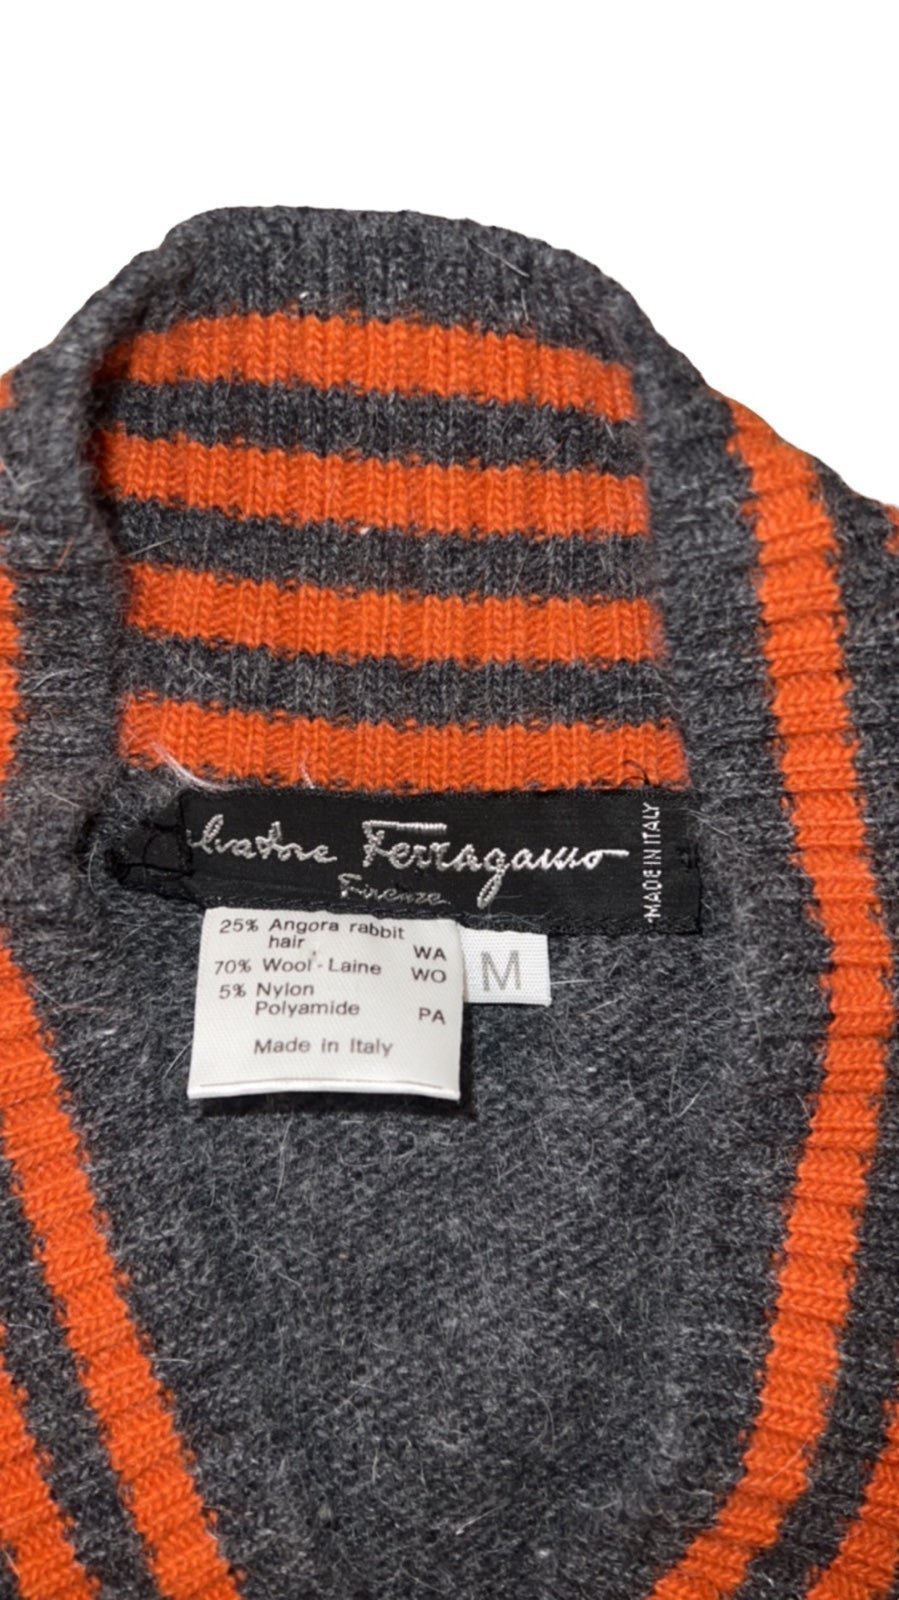 Ferragamo
Firenze
MADE IN ITALY
25% Angora rabbit
hair WA
70% Wool-Laine WO
5% Nylon
Polyamide PA
Made in Italy
M